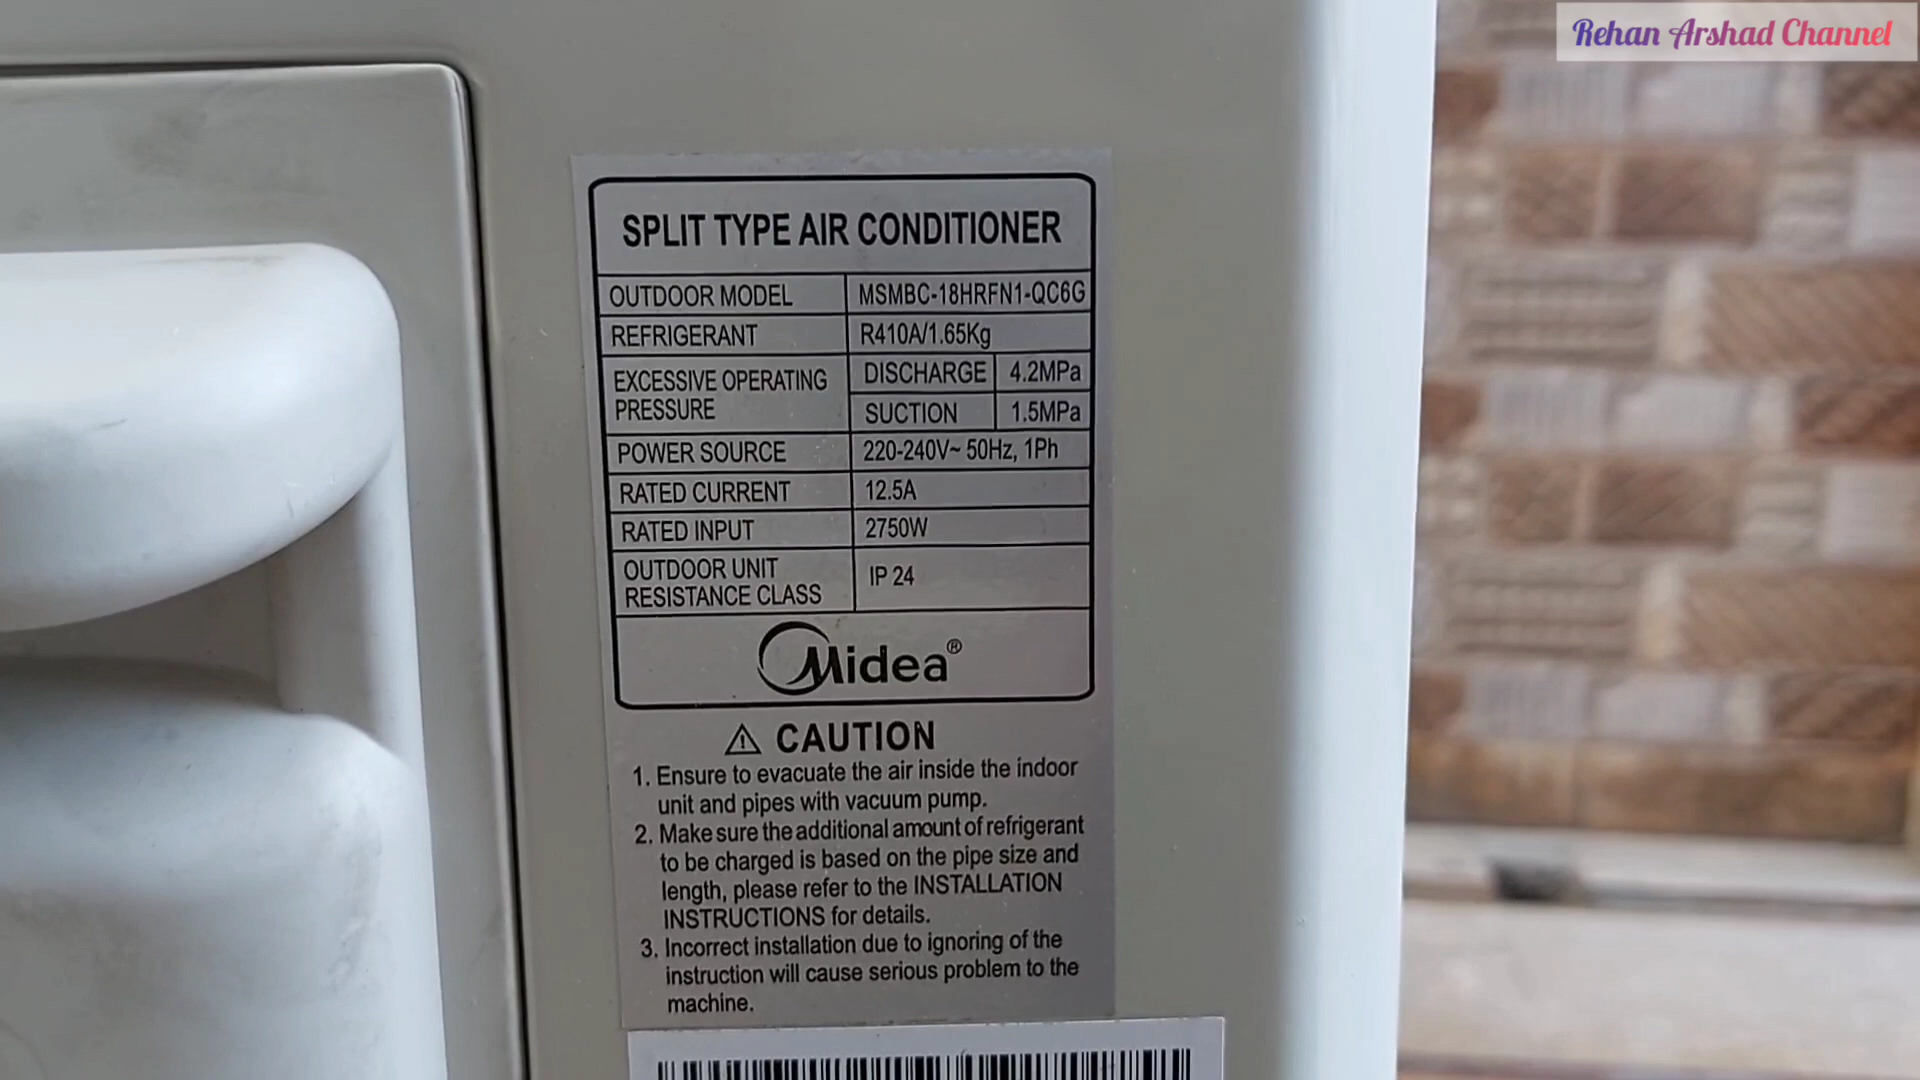 Rehan Arshad Channel
SPLIT TYPE AIR CONDITIONER
OUTDOOR MODEL MSMBC-18HRFN1-QC6G
REFRIGERANT R410A/1.65Kg
EXCESSIVE OPERATING PRESSURE DISCHARGE 4.2MPa
SUCTION 1.5MPa
POWER SOURCE 220-240V~ 50Hz, 1Ph
RATED CURRENT 12.5A
RATED INPUT 2750W
OUTDOOR UNIT
RESISTANCE CLASS IP 24
Midea®
⚠ CAUTION
1. Ensure to evacuate the air inside the indoor
unit and pipes with vacuum pump.
2. Make sure the additional amount of refrigerant
to be charged is based on the pipe size and
length, please refer to the INSTALLATION
INSTRUCTIONS for details.
3. Incorrect installation due to ignoring of the
instruction will cause serious problem to the
machine.